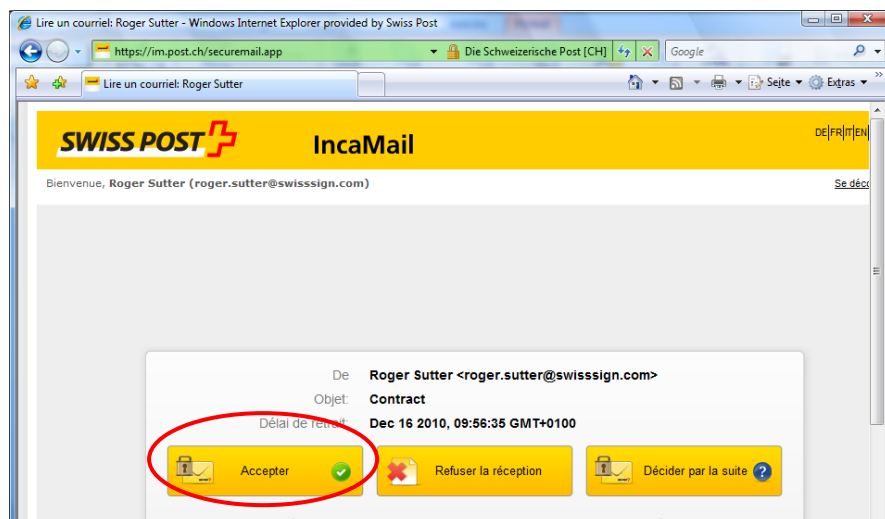 Lire un courriel: Roger Sutter - Windows Internet Explorer provided by Swiss Post
https://im.post.ch/securemail.app
Die Schweizerische Post [CH]
Google
Lire un courriel: Roger Sutter
Seite
Extras
SWISS POST
IncaMail
DE|FR|IT|EN
Bienvenue, Roger Sutter (roger.sutter@swisssign.com)
Se déco
De Roger Sutter <roger.sutter@swisssign.com>
Objet: Contract
Délai de retrait: Dec 16 2010, 09:56:35 GMT+0100
Accepter
Refuser la réception
Décider par la suite